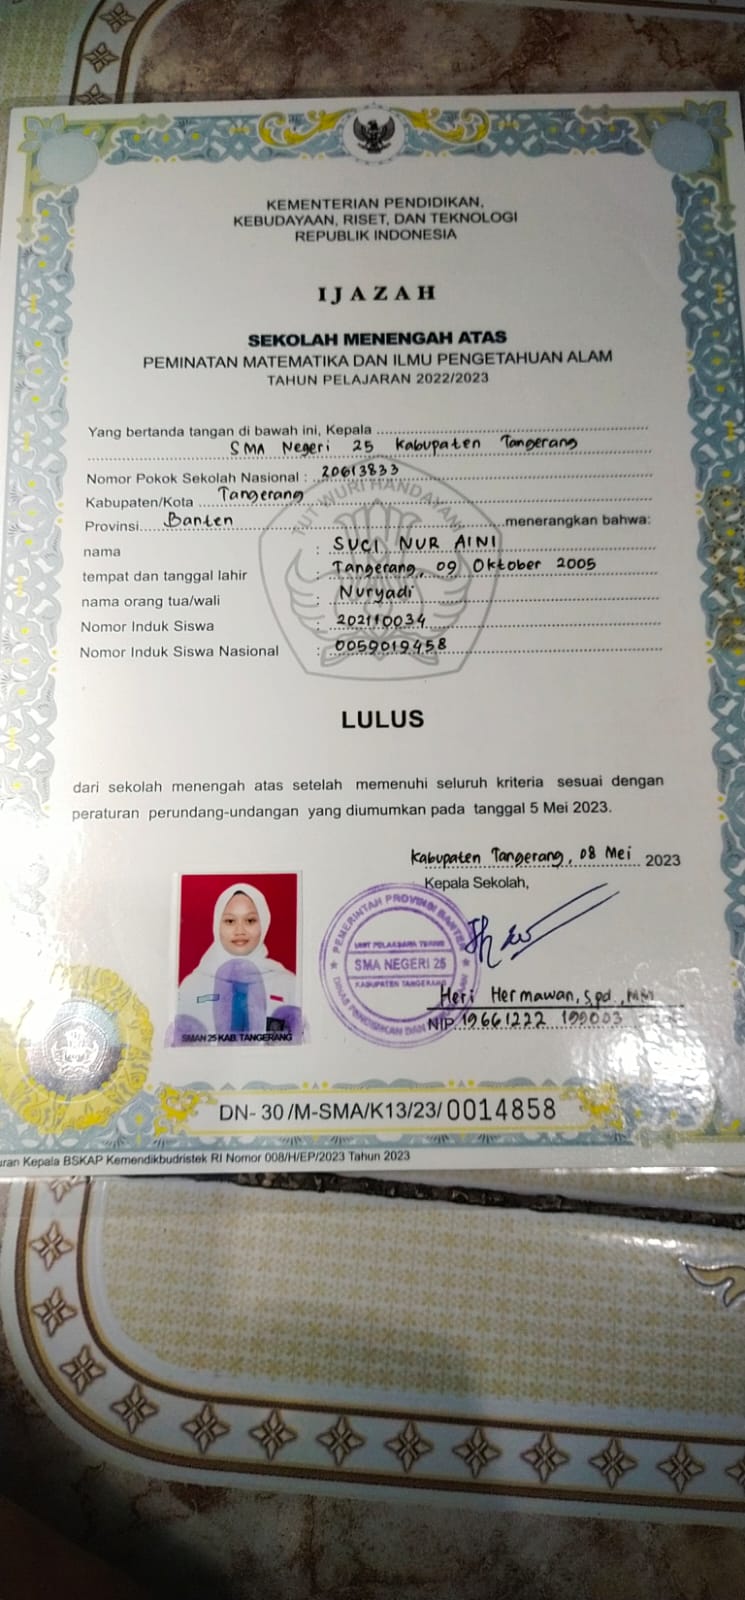 KEMENTERIAN PENDIDIKAN,
KEBUDAYAAN, RISET, DAN TEKNOLOGI
REPUBLIK INDONESIA
IJAZAH
SEKOLAH MENENGAH ATAS
PEMINATAN MATEMATIKA DAN ILMU PENGETAHUAN ALAM
TAHUN PELAJARAN 2022/2023
Yang bertanda tangan di bawah ini, Kepala
SMA Negeri 25 Kabupaten Tangerang
Nomor Pokok Sekolah Nasional : 20613833
Kabupaten/Kota Tangerang
Provinsi Banten menerangkan bahwa:
TUT WURI HANDAYANI
nama : SUCI NUR AINI
tempat dan tanggal lahir : Tangerang, 09 Oktober 2005
nama orang tua/wali : Nuryadi
Nomor Induk Siswa : 202110034
Nomor Induk Siswa Nasional : 0059019458
LULUS
dari sekolah menengah atas setelah memenuhi seluruh kriteria sesuai dengan
peraturan perundang-undangan yang diumumkan pada tanggal 5 Mei 2023.
Kabupaten Tangerang, 08 Mei 2023
Kepala Sekolah,
PEMERINTAH PROVINSI BANTEN
UNIT PELAKSANA TEKNIS
SMA NEGERI 25
KABUPATEN TANGERANG
DINAS PENDIDIKAN DAN KEBUDAYAAN
Heri Hermawan, S.pd., MM
NIP. 19661222 199003
SMAN 25 KAB. TANGERANG
DN- 30 /M-SMA/K13/23/ 0014858
Kepala BSKAP Kemendikbudristek RI Nomor 008/H/EP/2023 Tahun 2023